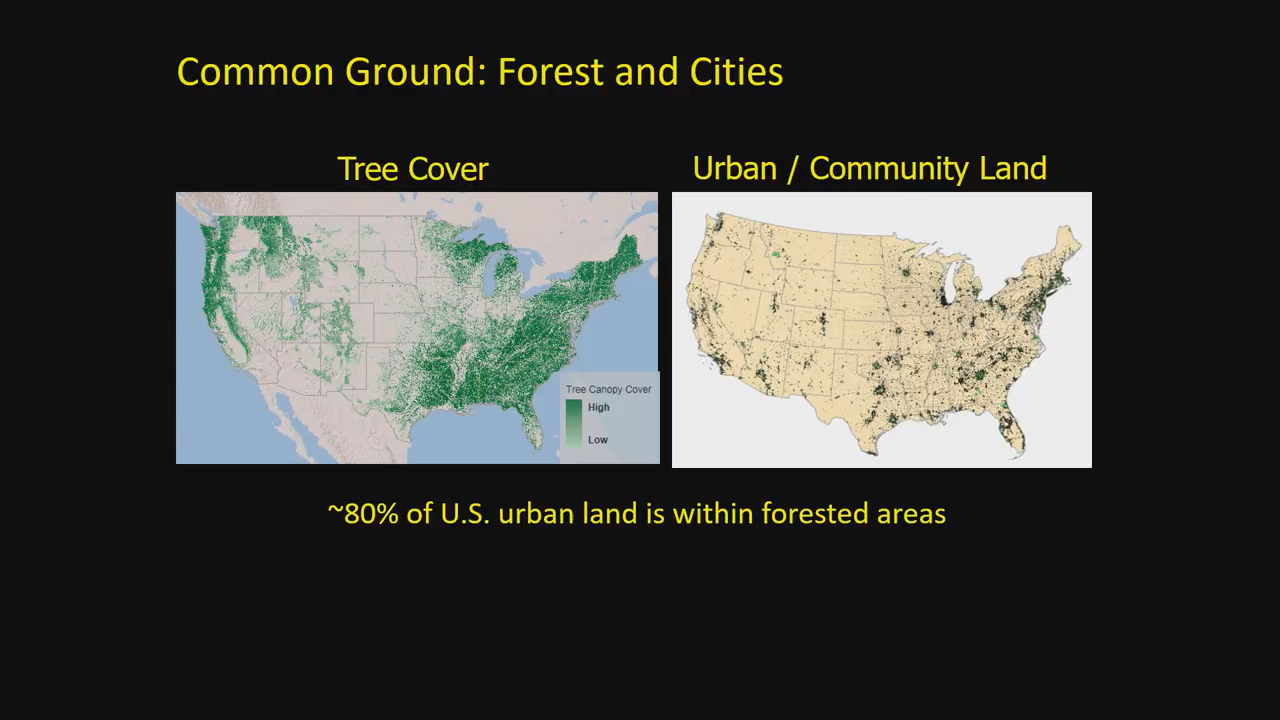 Common Ground: Forest and Cities
Tree Cover
Urban / Community Land
Tree Canopy Cover
High
Low
~80% of U.S. urban land is within forested areas